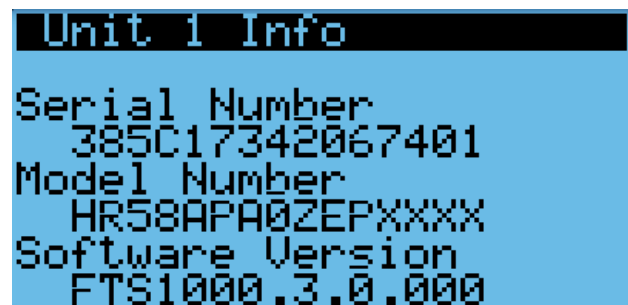 Unit 1 Info
Serial Number
385C17342067401
Model Number
HR58APA0ZEPXXXX
Software Version
FTS1000.3.0.000